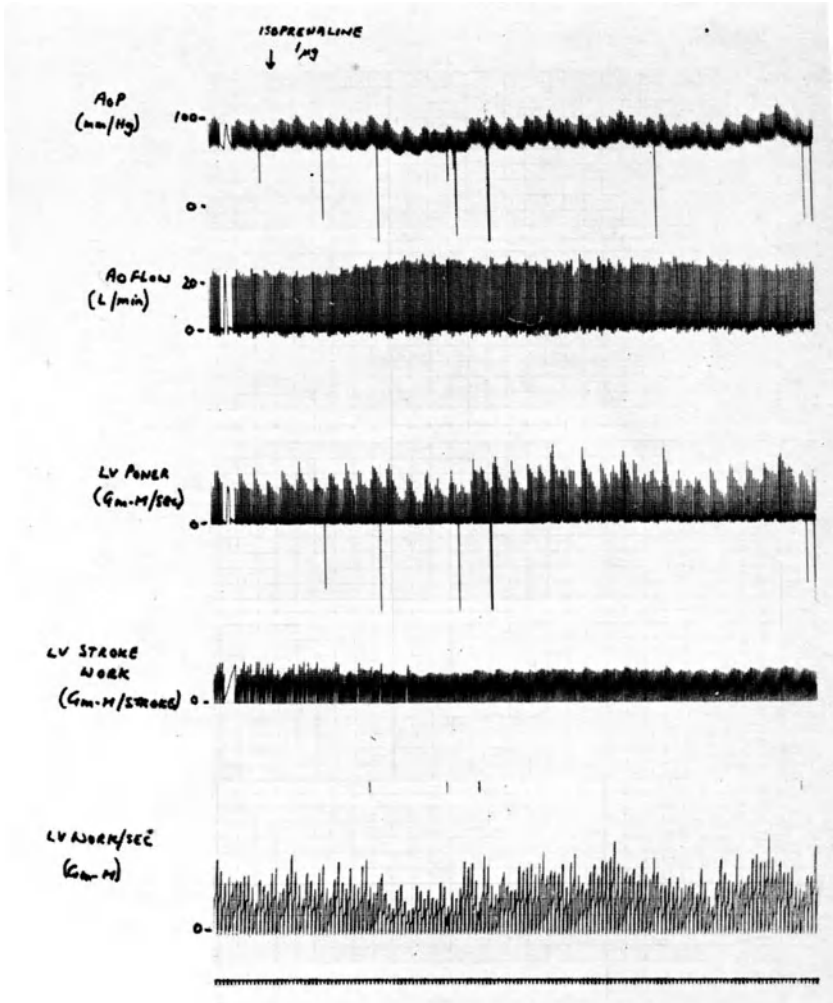 ISOPRENALINE
1μg
↓
AoP
(mm/Hg)
100-
0-
AoFLOW
(L/min)
20-
0-
LV POWER
(Gm-M/SEC)
0-
LV STROKE
WORK
(Gm-M/STROKE)
0-
LV WORK/SEC
(Gm-M)
0-